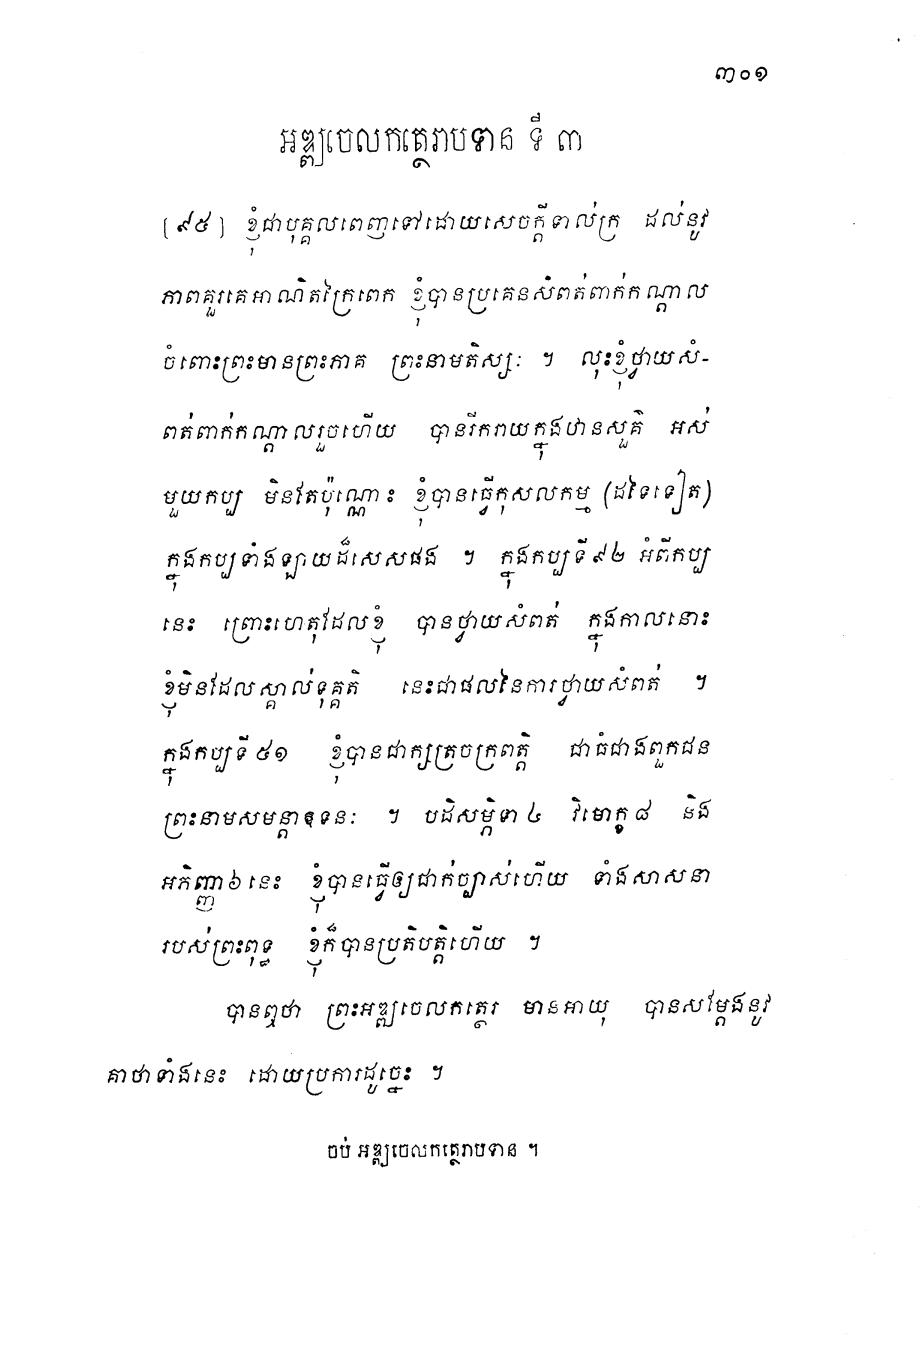 ៣០១
អឌ្ឍចេលកត្ថេរាបទាន ទី ៣
[៩៥] ខ្ញុំជាបុគ្គលពេញទៅដោយសេចក្តីទាល់ក្រ ដល់នូវ
ភាពគួរគេអាណិតក្រៃពេក ខ្ញុំបានប្រគេនសំពត់ពាក់កណ្តាល
ចំពោះព្រះមានព្រះភាគ ព្រះនាមតិស្សៈ ។ លុះខ្ញុំថ្វាយសំ-
ពត់ពាក់កណ្តាលរួចហើយ បានរីករាយក្នុងឋានសួគ៌ អស់
មួយកប្ប មិនតែប៉ុណ្ណោះ ខ្ញុំបានធ្វើកុសលកម្ម (ដទៃទៀត)
ក្នុងកប្បទាំងឡាយដ៏សេសផង ។ ក្នុងកប្បទី៩២ អំពីកប្ប
នេះ ព្រោះហេតុដែលខ្ញុំ បានថ្វាយសំពត់ ក្នុងកាលនោះ
ខ្ញុំមិនដែលស្គាល់ទុគ្គតិ នេះជាផលនៃការថ្វាយសំពត់ ។
ក្នុងកប្បទី៥១ ខ្ញុំបានជាក្សត្រចក្រពត្តិ ជាធំជាងពួកជន
ព្រះនាមសមន្តាឱទនៈ ។ បដិសម្ភិទា៤ វិមោក្ខ៨ និង
អភិញ្ញា៦នេះ ខ្ញុំបានធ្វើឲ្យជាក់ច្បាស់ហើយ ទាំងសាសនា
របស់ព្រះពុទ្ធ ខ្ញុំក៏បានប្រតិបត្តិហើយ ។
បានឮថា ព្រះអឌ្ឍចេលកត្ថេរ មានអាយុ បានសម្តែងនូវ
គាថាទាំងនេះ ដោយប្រការដូច្នេះ ។
ចប់ អឌ្ឍចេលកត្ថេរាបទាន ។